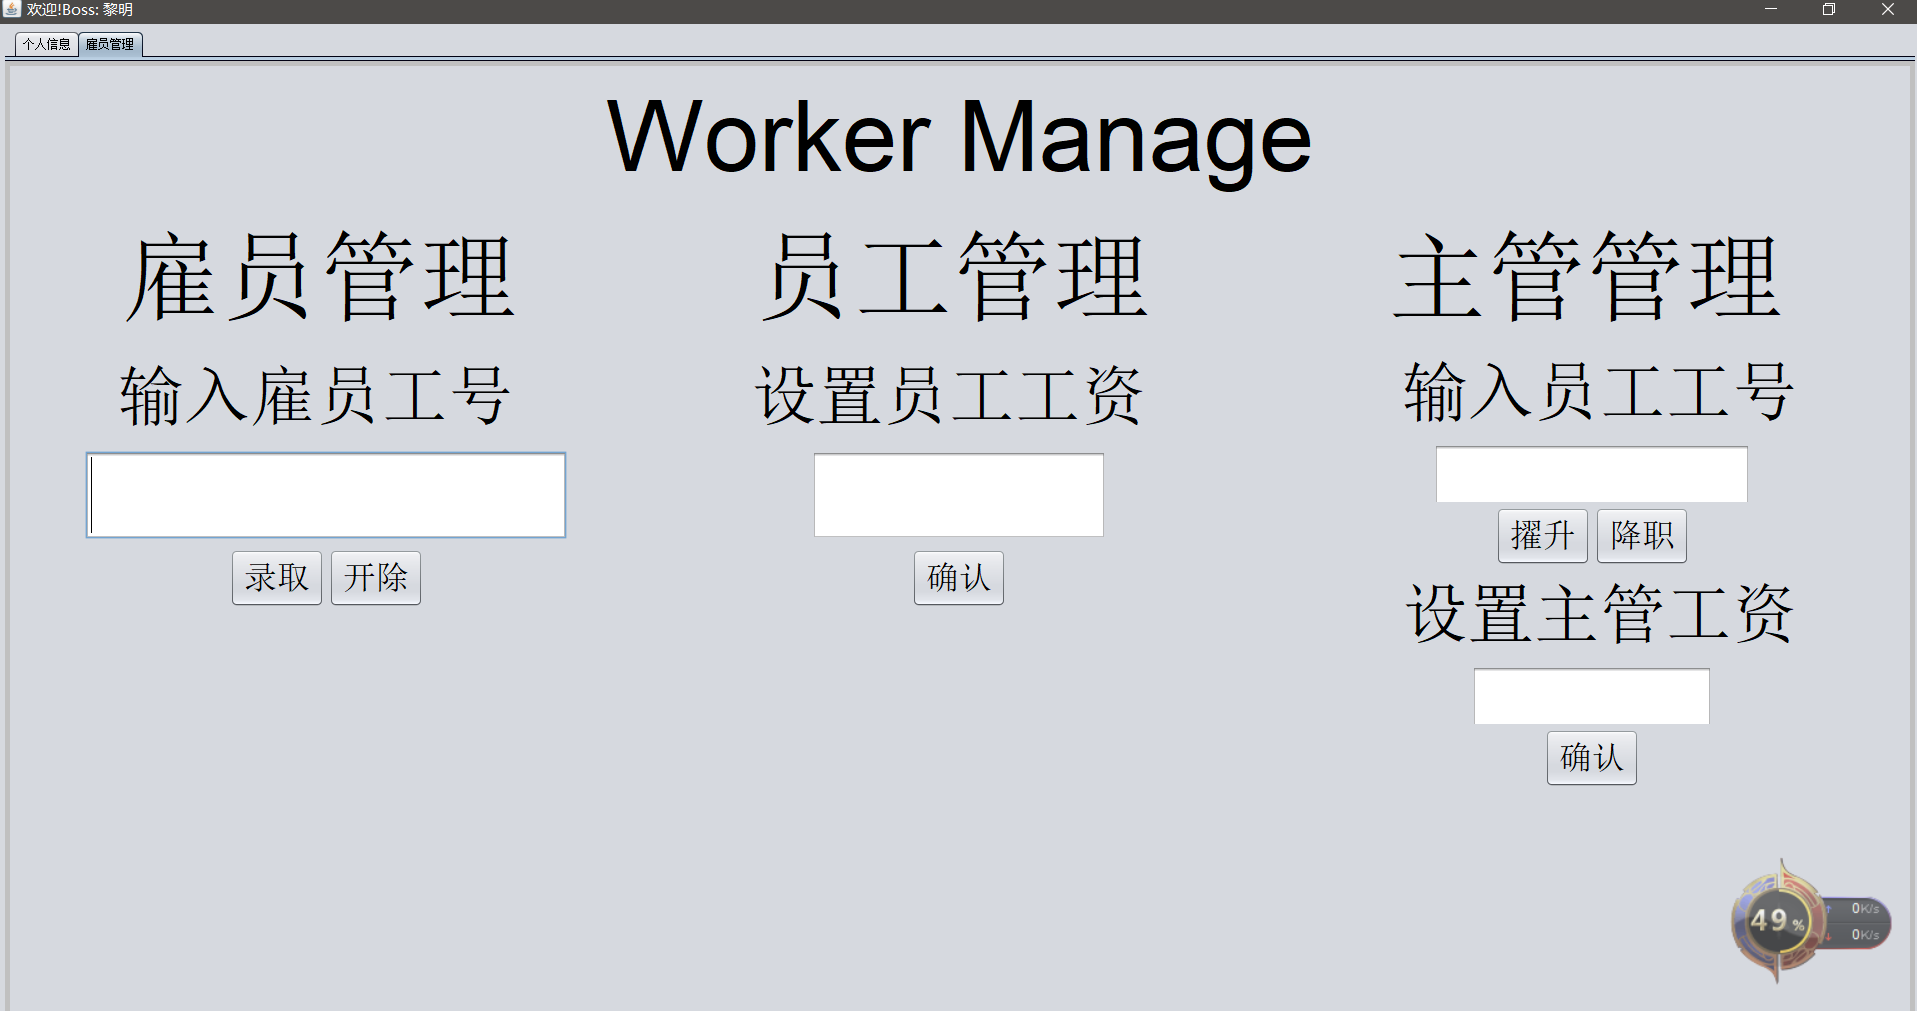 欢迎!Boss: 黎明
个人信息 雇员管理
Worker Manage
雇员管理
输入雇员工号
录取 开除
员工管理
设置员工工资
确认
主管管理
输入员工工号
擢升 降职
设置主管工资
确认
49%
↑ 0K/s
↓ 0K/s